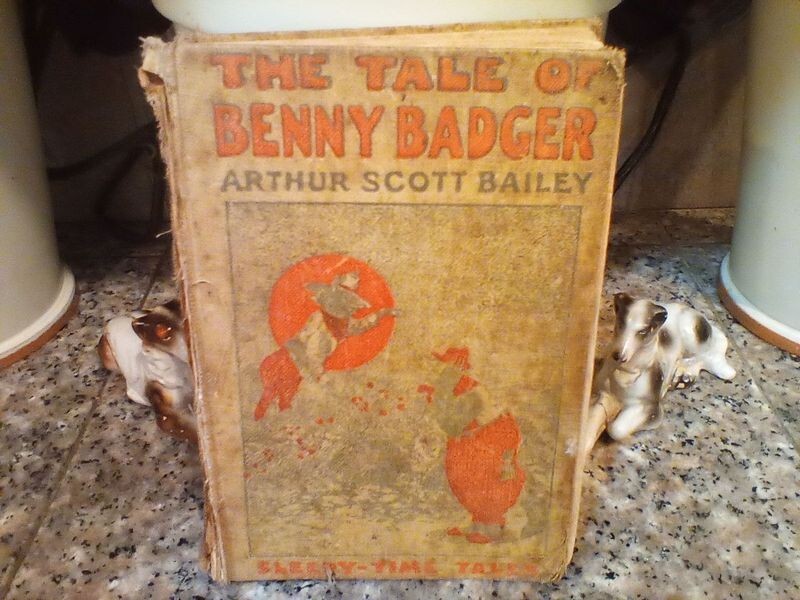 THE TALE OF
BENNY BADGER
ARTHUR SCOTT BAILEY
SLEEPY-TIME TALES